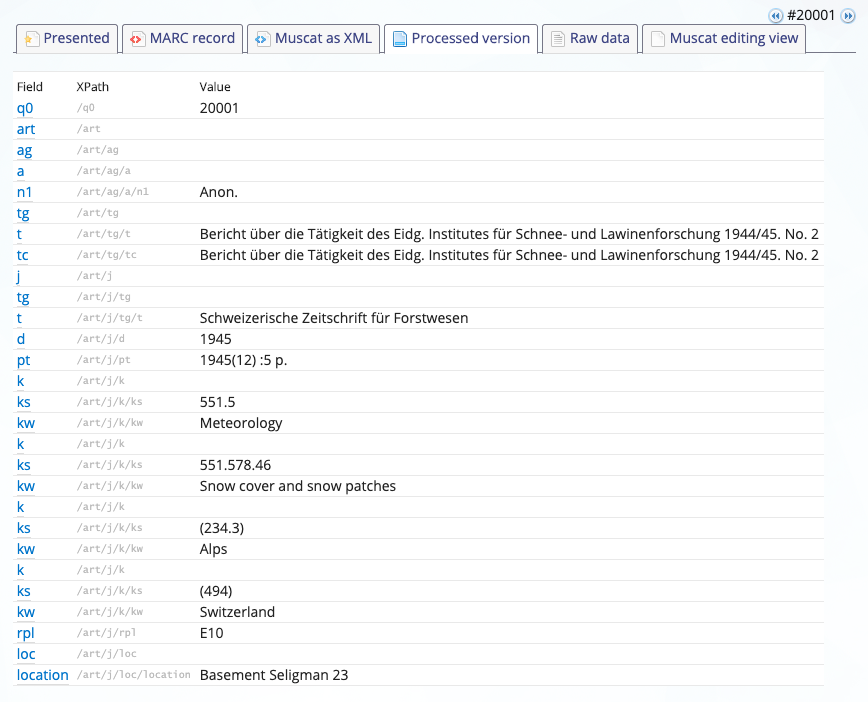 #20001
Presented MARC record Muscat as XML Processed version Raw data Muscat editing view
Field XPath Value
q0 /q0 20001
art /art
ag /art/ag
a /art/ag/a
n1 /art/ag/a/n1 Anon.
tg /art/tg
t /art/tg/t Bericht über die Tätigkeit des Eidg. Institutes für Schnee- und Lawinenforschung 1944/45. No. 2
tc /art/tg/tc Bericht über die Tätigkeit des Eidg. Institutes für Schnee- und Lawinenforschung 1944/45. No. 2
j /art/j
tg /art/j/tg
t /art/j/tg/t Schweizerische Zeitschrift für Forstwesen
d /art/j/d 1945
pt /art/j/pt 1945(12) :5 p.
k /art/j/k
ks /art/j/k/ks 551.5
kw /art/j/k/kw Meteorology
k /art/j/k
ks /art/j/k/ks 551.578.46
kw /art/j/k/kw Snow cover and snow patches
k /art/j/k
ks /art/j/k/ks (234.3)
kw /art/j/k/kw Alps
k /art/j/k
ks /art/j/k/ks (494)
kw /art/j/k/kw Switzerland
rpl /art/j/rpl E10
loc /art/j/loc
location /art/j/loc/location Basement Seligman 23